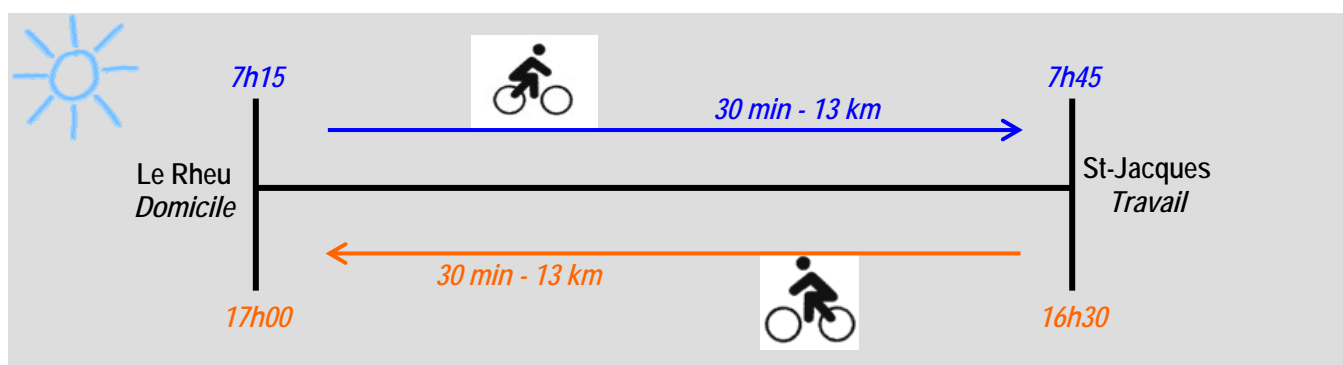 7h15
7h45
30 min - 13 km
Le Rheu
Domicile
St-Jacques
Travail
30 min - 13 km
17h00
16h30